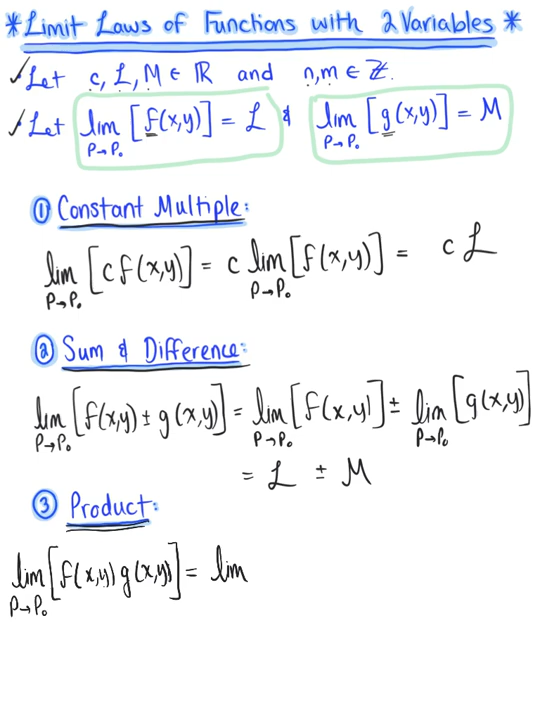 *Limit Laws of Functions with 2 Variables*
✓Let c, L, M ∈ ℝ and n,m ∈ ℤ.
✓Let lim [f(x,y)] = L & lim [g(x,y)] = M
P→P₀ P→P₀
① Constant Multiple:
lim [c f(x,y)] = c lim [f(x,y)] = c L
P→P₀ P→P₀
② Sum & Difference:
lim [f(x,y) ± g(x,y)] = lim [f(x,y)] ± lim [g(x,y)]
P→P₀ P→P₀ P→P₀
= L ± M
③ Product:
lim [f(x,y) g(x,y)] = lim
P→P₀